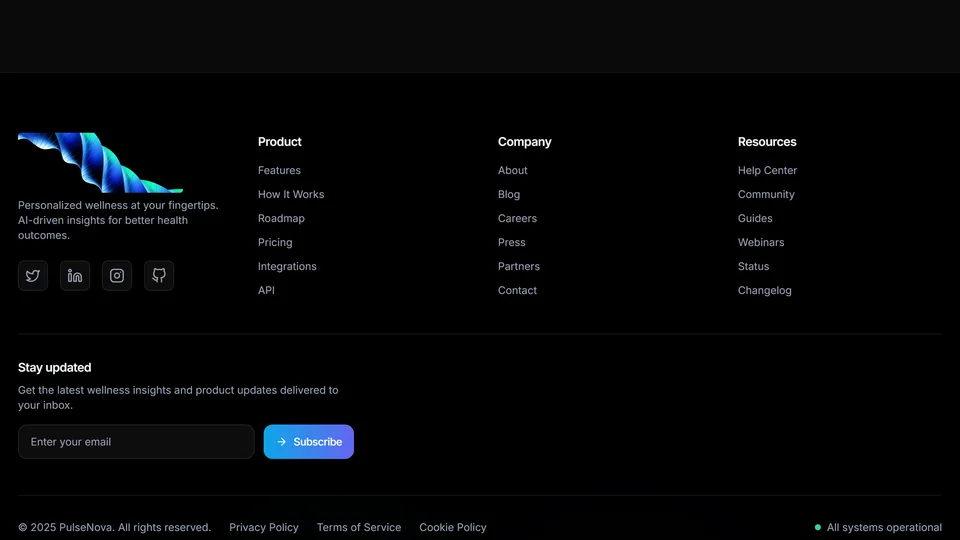 Personalized wellness at your fingertips.
AI-driven insights for better health
outcomes.
Product
Features
How It Works
Roadmap
Pricing
Integrations
API
Company
About
Blog
Careers
Press
Partners
Contact
Resources
Help Center
Community
Guides
Webinars
Status
Changelog
Stay updated
Get the latest wellness insights and product updates delivered to
your inbox.
Enter your email
Subscribe
© 2025 PulseNova. All rights reserved. Privacy Policy Terms of Service Cookie Policy All systems operational